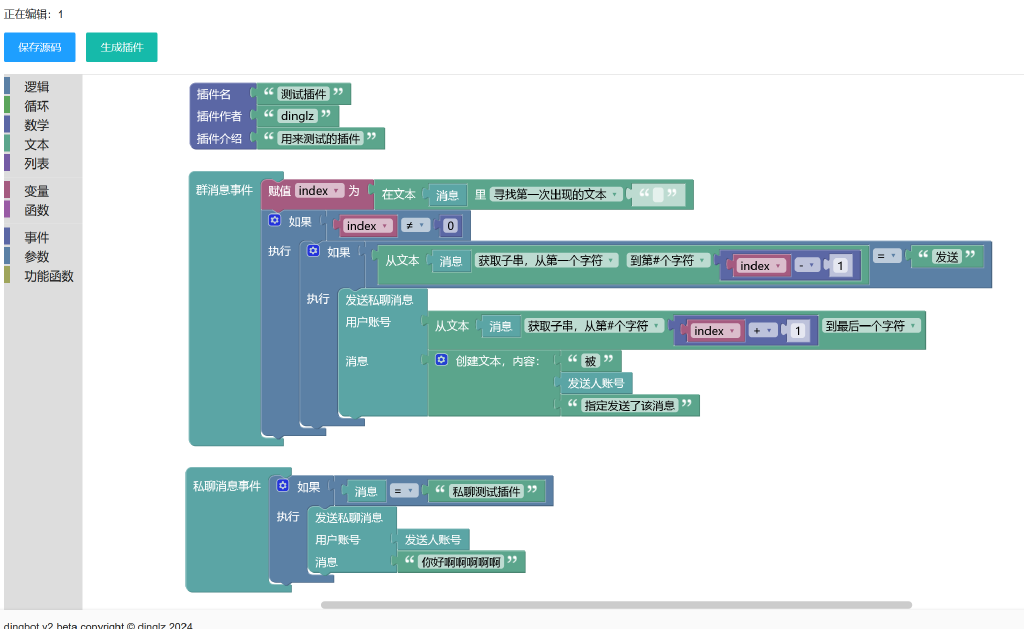 正在编辑：1
保存源码 生成插件
逻辑
循环
数学
文本
列表
变量
函数
事件
参数
功能函数
插件名 “ 测试插件 ”
插件作者 “ dinglz ”
插件介绍 “ 用来测试的插件 ”
群消息事件 赋值 index 为 在文本 消息 里 寻找第一次出现的文本 “ ”
如果 index ≠ 0
执行 如果 从文本 消息 获取子串，从第一个字符 到第#个字符 index - 1 = “ 发送 ”
执行 发送私聊消息
用户账号 从文本 消息 获取子串，从第#个字符 index + 1 到最后一个字符
消息 创建文本，内容： “ 被 ”
发送人账号
“ 指定发送了该消息 ”
私聊消息事件 如果 消息 = “ 私聊测试插件 ”
执行 发送私聊消息
用户账号 发送人账号
消息 “ 你好啊啊啊啊啊 ”
dingbot v2 beta copyright © dinglz 2024